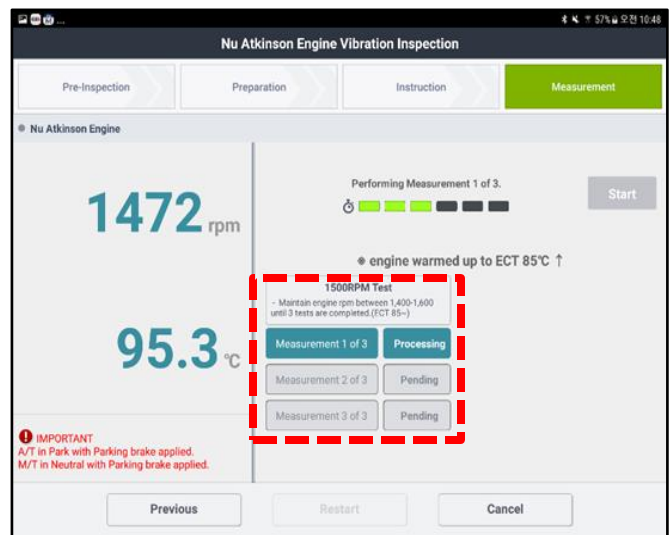 57% 오전 10:48
Nu Atkinson Engine Vibration Inspection
Pre-Inspection
Preparation
Instruction
Measurement
Nu Atkinson Engine
1472 rpm
Performing Measurement 1 of 3.
Start
※ engine warmed up to ECT 85℃ ↑
1500RPM Test
- Maintain engine rpm between 1,400-1,600
until 3 tests are completed.(ECT 85~)
95.3 ℃
Measurement 1 of 3 Processing
Measurement 2 of 3 Pending
Measurement 3 of 3 Pending
IMPORTANT
A/T in Park with Parking brake applied.
M/T in Neutral with Parking brake applied.
Previous
Restart
Cancel